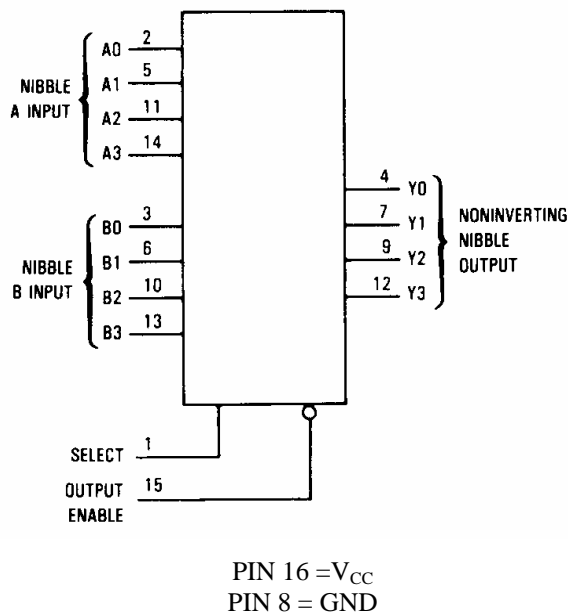 NIBBLE
A INPUT
A0 2
A1 5
A2 11
A3 14
NIBBLE
B INPUT
B0 3
B1 6
B2 10
B3 13
4 Y0
7 Y1
9 Y2
12 Y3
NONINVERTING
NIBBLE
OUTPUT
SELECT 1
OUTPUT
ENABLE
15
PIN 16 =VCC
PIN 8 = GND